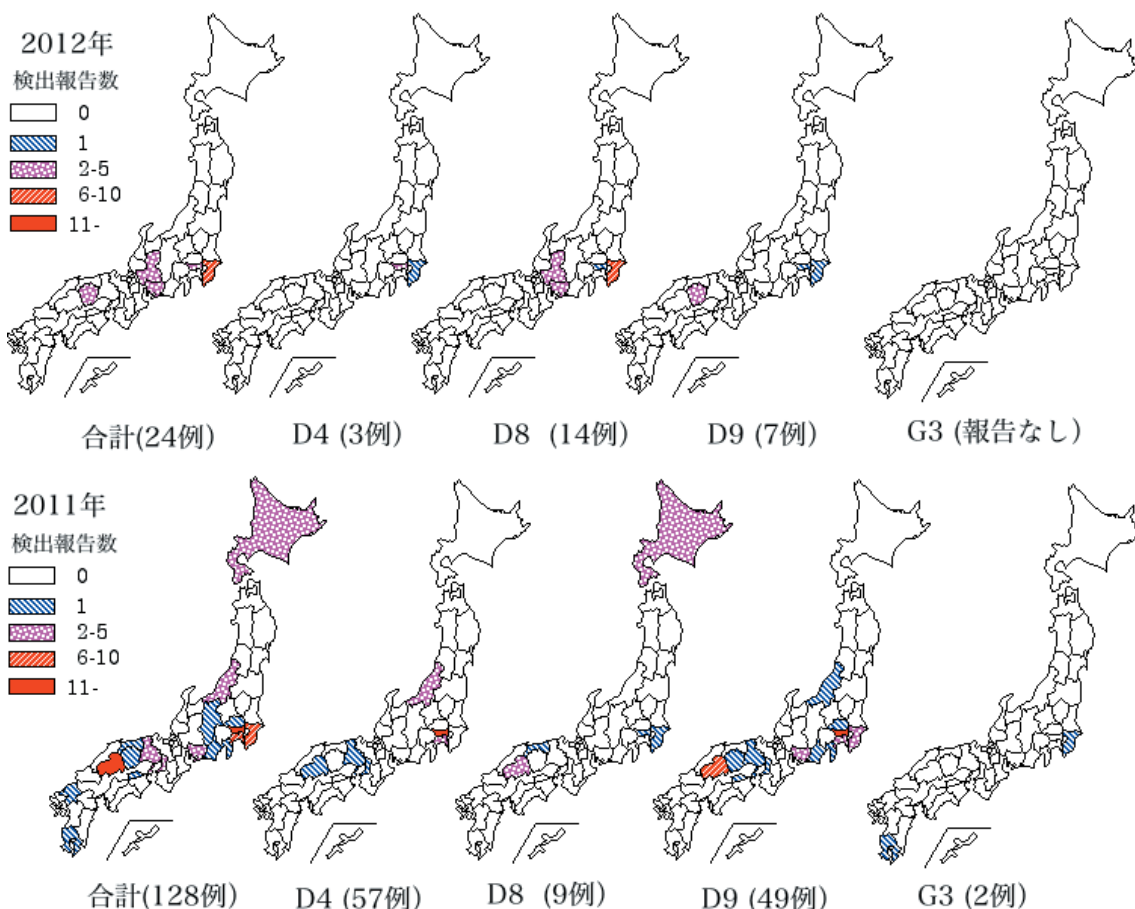 2012年
検出報告数
0
1
2-5
6-10
11-
合計(24例)
D4 (3例)
D8 (14例)
D9 (7例)
G3 (報告なし)
2011年
検出報告数
0
1
2-5
6-10
11-
合計(128例)
D4 (57例)
D8 (9例)
D9 (49例)
G3 (2例)